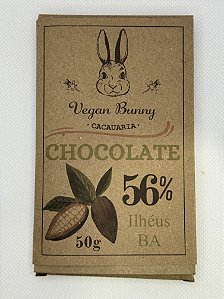 Vegan Bunny
· CACAUARIA ·
CHOCOLATE
56%
Ilhéus
BA
50g